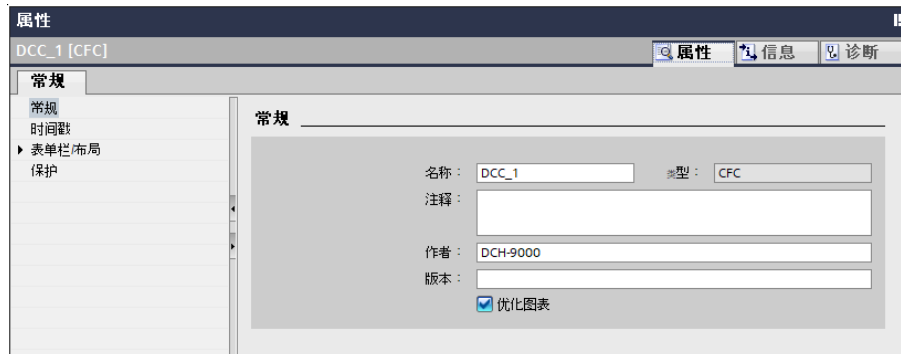 属性
DCC_1 [CFC]
属性 信息 诊断
常规
常规
时间戳
表单栏/布局
保护
常规
名称： DCC_1 类型： CFC
注释：
作者： DCH-9000
版本：
优化图表